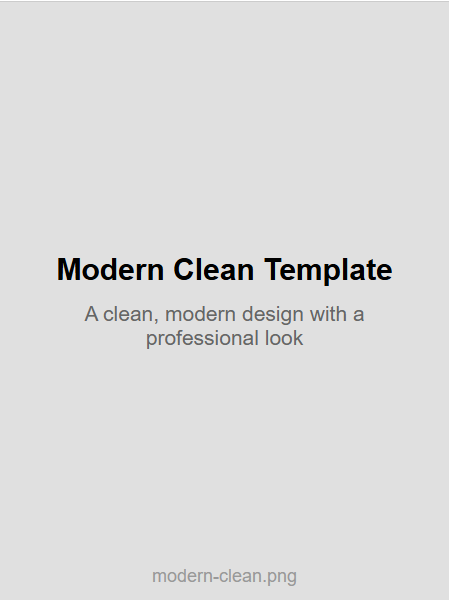 Modern Clean Template
A clean, modern design with a
professional look
modern-clean.png